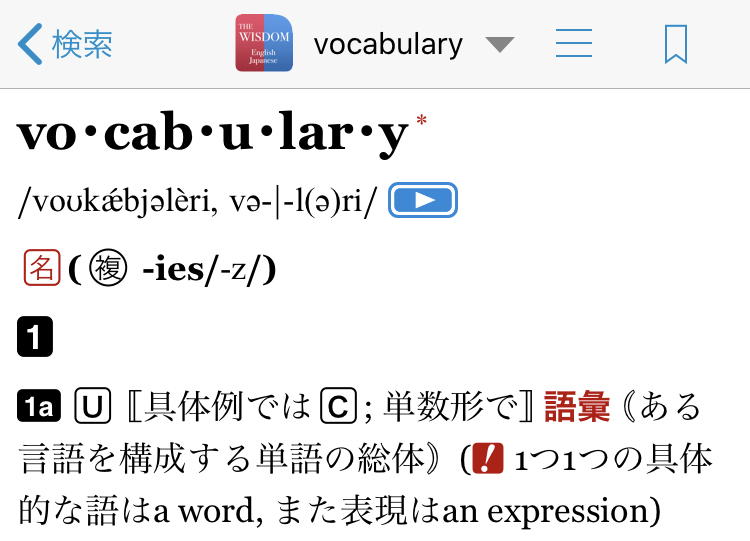 検索 THE WISDOM English Japanese vocabulary
vo·cab·u·lar·y*
/voʊkǽbjəlèri, və-|-l(ə)ri/
名 (複 -ies/-z/)
1
1a U 〚具体例では C ; 単数形で〛 語彙 《ある
言語を構成する単語の総体》 (! 1つ1つの具体
的な語はa word, また表現はan expression)